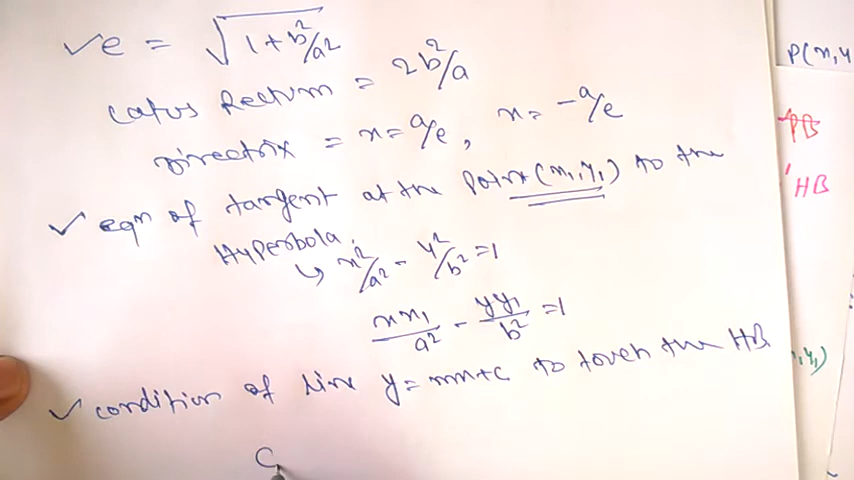 ✓e = √(1 + b²/a²)
Latus Rectum = 2b²/a
Directrix = x = a/e, x = -a/e
✓ eqn of tangent at the point (x₁, y₁) to the
Hyperbola.
↳ x²/a² - y²/b² = 1
xx₁/a² - yy₁/b² = 1
✓ condition of line y = mx + c to touch the HB
C
P(x, y
PB
HB
, y₁)